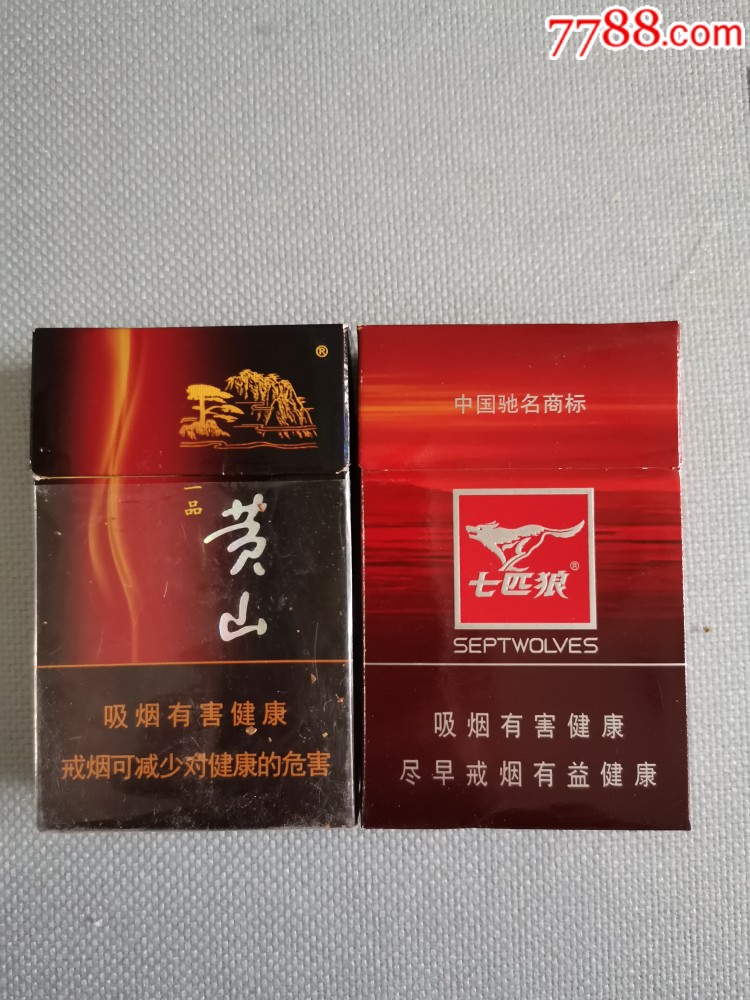 7788.com
®
一品
黄山
吸烟有害健康
戒烟可减少对健康的危害
中国驰名商标
七匹狼®
SEPTWOLVES
吸烟有害健康
尽早戒烟有益健康